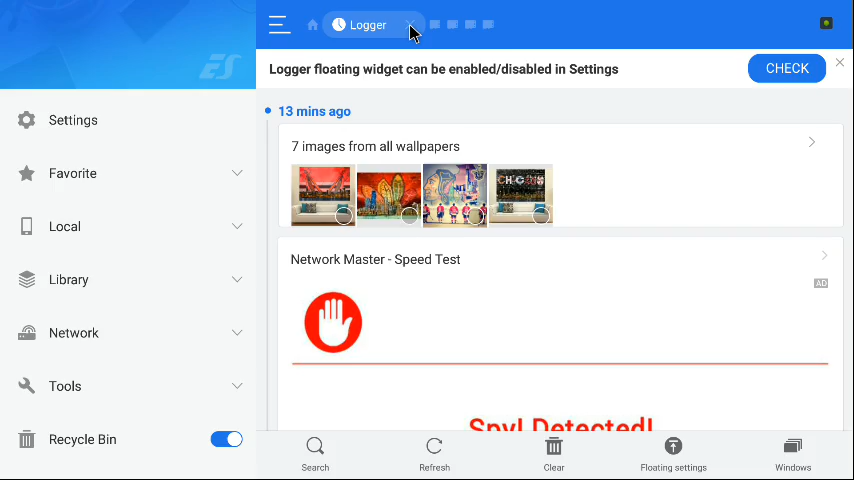 Logger
ES
Logger floating widget can be enabled/disabled in Settings
CHECK
Settings
Favorite
Local
Library
Network
Tools
Recycle Bin
13 mins ago
7 images from all wallpapers
Network Master - Speed Test
AD
Spy! Detected!
Search
Refresh
Clear
Floating settings
Windows